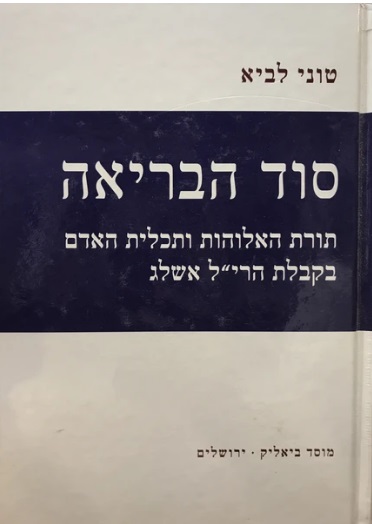 טוני לביא
סוד הבריאה
תורת האלוהות ותכלית האדם
בקבלת הרי״ל אשלג
מוסד ביאליק · ירושלים